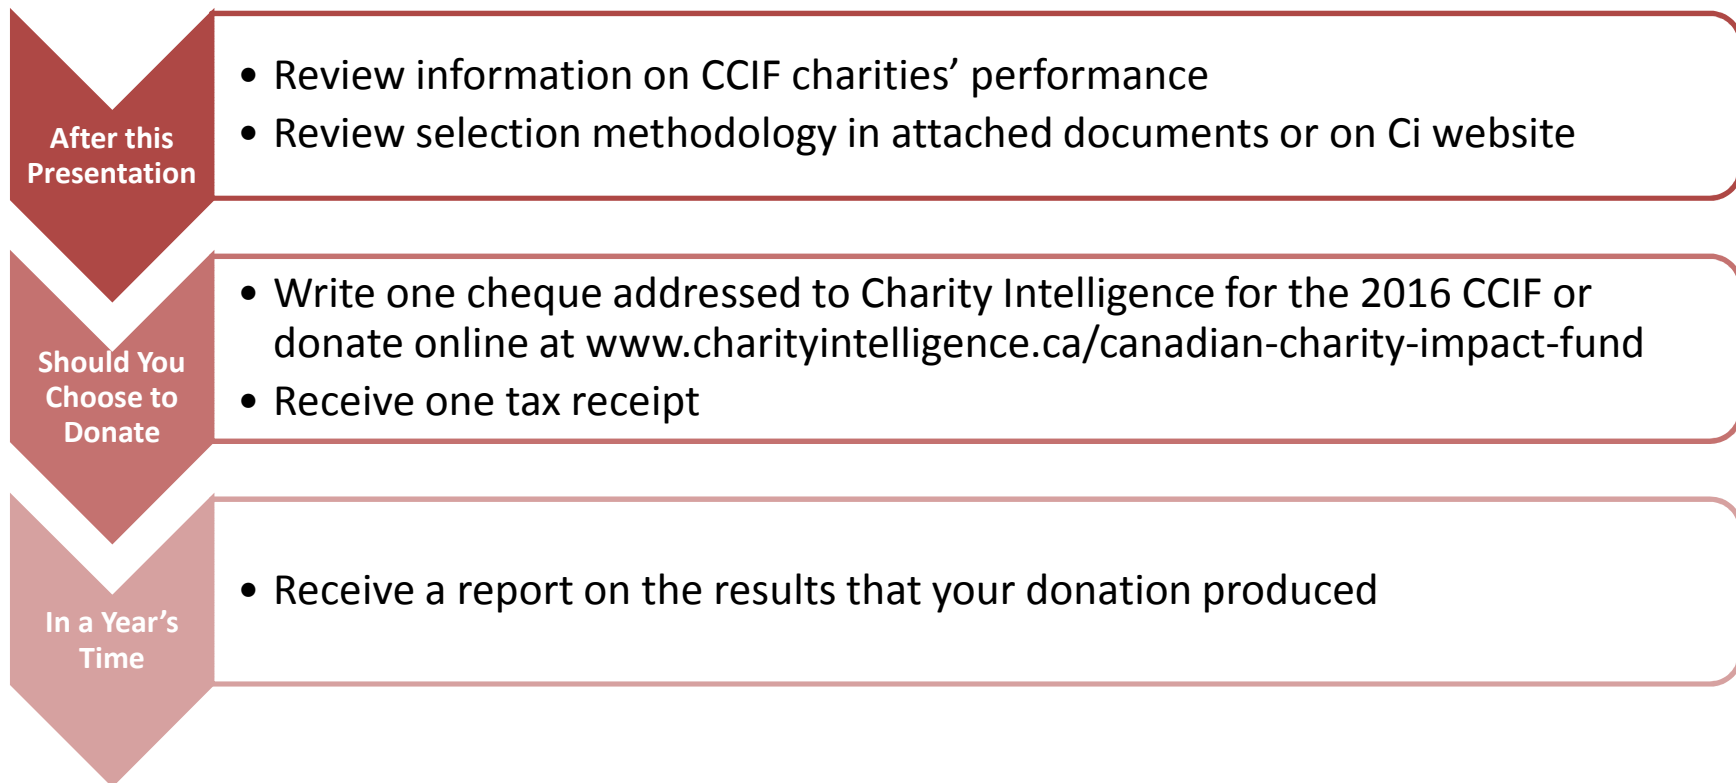 After this
Presentation
• Review information on CCIF charities’ performance
• Review selection methodology in attached documents or on Ci website
Should You
Choose to
Donate
• Write one cheque addressed to Charity Intelligence for the 2016 CCIF or
donate online at www.charityintelligence.ca/canadian-charity-impact-fund
• Receive one tax receipt
In a Year’s
Time
• Receive a report on the results that your donation produced